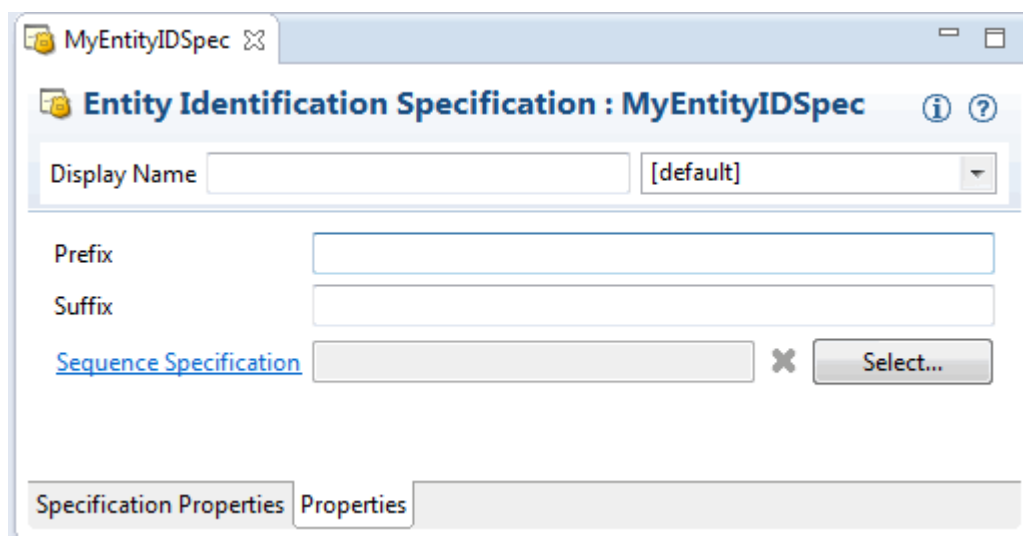 MyEntityIDSpec
Entity Identification Specification : MyEntityIDSpec
Display Name [default]
Prefix
Suffix
Sequence Specification Select...
Specification Properties Properties